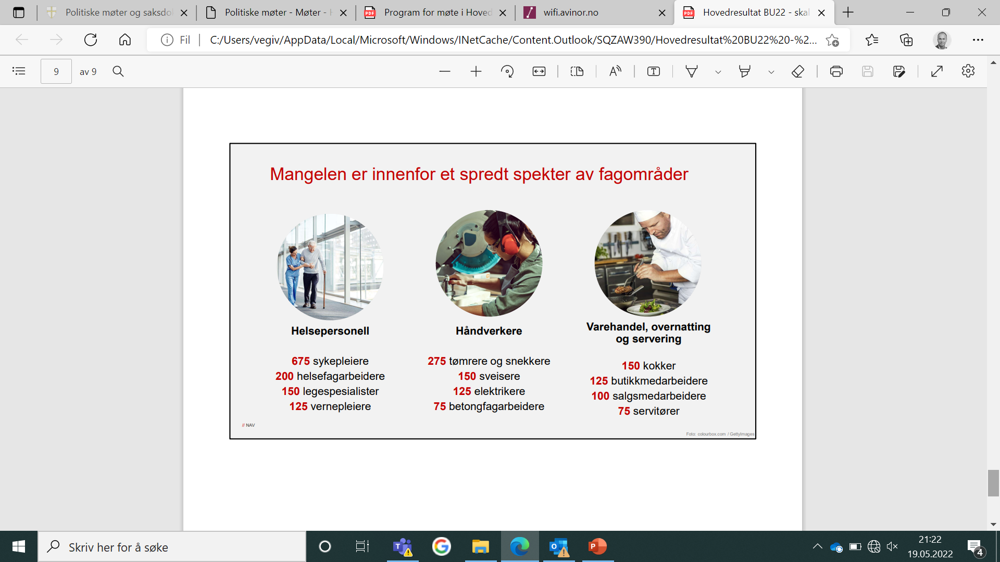 Politiske møter og saksdo
Politiske møter - Møter - H
Program for møte i Hoved
wifi.avinor.no
Hovedresultat BU22 - skal
Fil
C:/Users/vegiv/AppData/Local/Microsoft/Windows/INetCache/Content.Outlook/SQZAW390/Hovedresultat%20BU22%20-%2...
9 av 9
Mangelen er innenfor et spredt spekter av fagområder
Helsepersonell
675 sykepleiere
200 helsefagarbeidere
150 legespesialister
125 vernepleiere
Håndverkere
275 tømrere og snekkere
150 sveisere
125 elektrikere
75 betongfagarbeidere
Varehandel, overnatting
og servering
150 kokker
125 butikkmedarbeidere
100 salgsmedarbeidere
75 servitører
// NAV
Foto: colourbox.com / GettyImages
Skriv her for å søke
21:22
19.05.2022
4